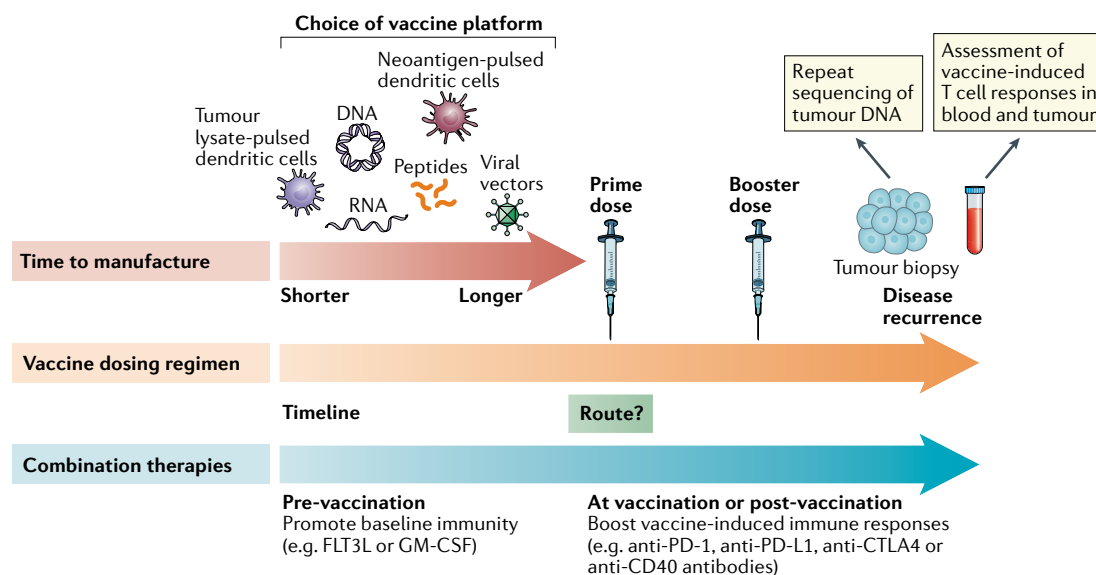 Choice of vaccine platform
Neoantigen-pulsed
dendritic cells
Tumour
lysate-pulsed
dendritic cells
DNA
Peptides
Viral
vectors
RNA
Prime
dose
Booster
dose
Repeat
sequencing of
tumour DNA
Assessment of
vaccine-induced
T cell responses in
blood and tumour
Tumour biopsy
Disease
recurrence
Time to manufacture
Shorter
Longer
Vaccine dosing regimen
Timeline
Route?
Combination therapies
Pre-vaccination
Promote baseline immunity
(e.g. FLT3L or GM-CSF)
At vaccination or post-vaccination
Boost vaccine-induced immune responses
(e.g. anti-PD-1, anti-PD-L1, anti-CTLA4 or
anti-CD40 antibodies)